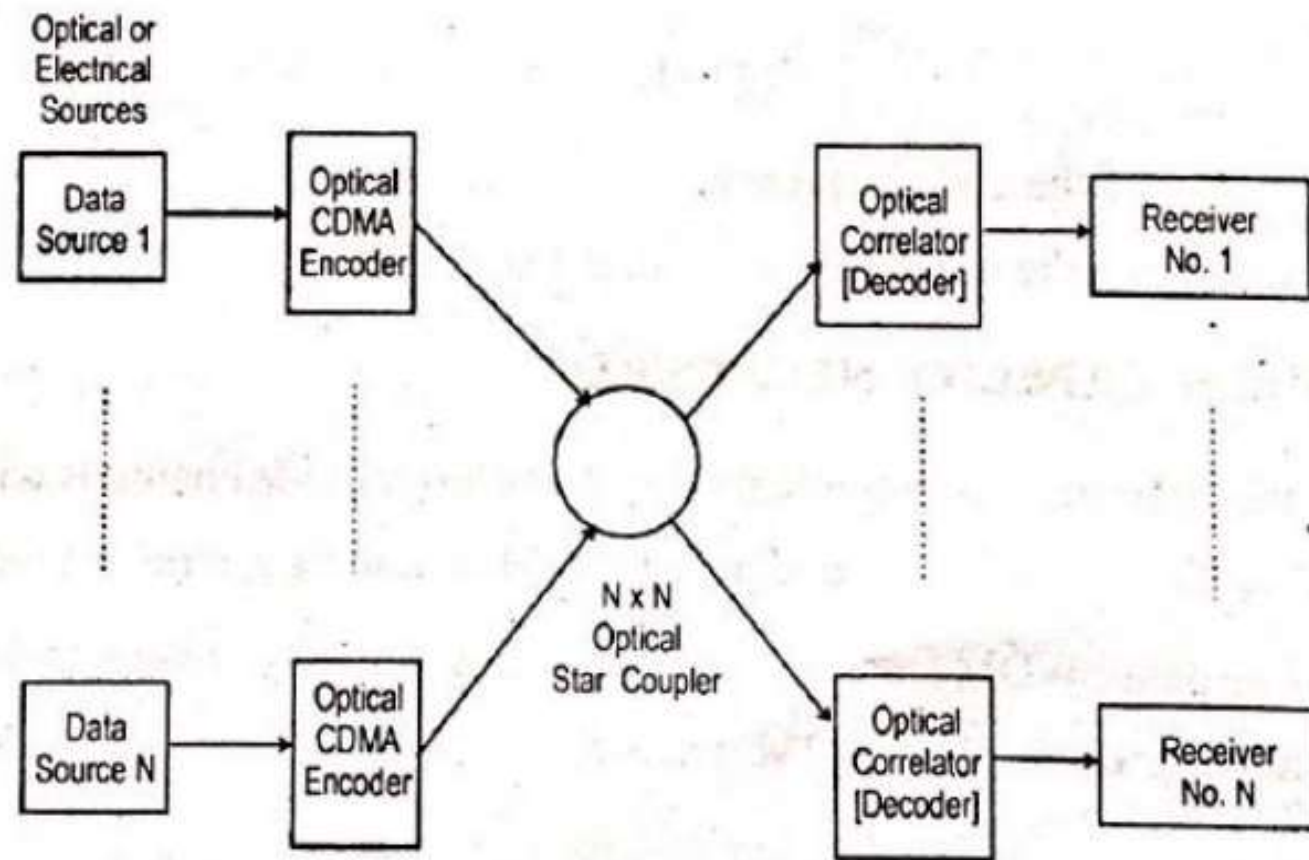 Optical or
Electrical
Sources
Data
Source 1
Optical
CDMA
Encoder
Optical
Correlator
[Decoder]
Receiver
No. 1
N x N
Optical
Star Coupler
Data
Source N
Optical
CDMA
Encoder
Optical
Correlator
[Decoder]
Receiver
No. N